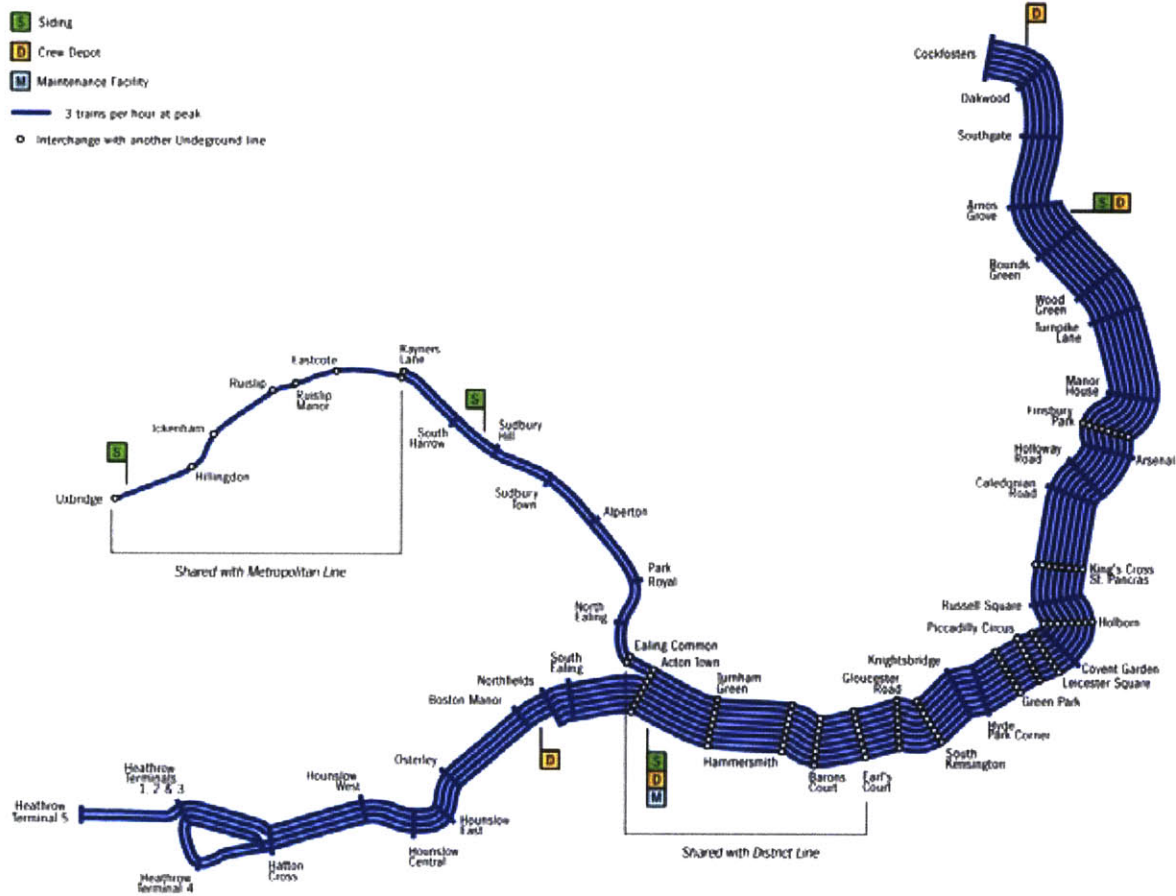 S Siding
D Crew Depot
M Maintenance Facility
3 trains per hour at peak
Interchange with another Undeground line
D
Cockfosters
Oakwood
Southgate
S D
Arnos
Grove
Bounds
Green
Wood
Green
Turnpike
Lane
Manor
House
Finsbury
Park
Holloway
Road
Arsenal
Caledonian
Road
King's Cross
St. Pancras
Russell Square
Holborn
Piccadilly Circus
Covent Garden
Leicester Square
Green Park
Knightsbridge
Hyde
Park Corner
Gloucester
Road
South
Kensington
Earl's
Court
Barons
Court
Hammersmith
Turnham
Green
Acton Town
Ealing Common
S
D
M
Shared with District Line
North
Ealing
Park
Royal
Alperton
Sudbury
Town
Sudbury
Hill
S
South
Harrow
Rayners
Lane
Eastcote
Ruislip
Manor
Ruislip
Ickenham
Hillingdon
S
Uxbridge
Shared with Metropolitan Line
South
Ealing
Northfields
D
Boston Manor
Osterley
Hounslow
East
Hounslow
Central
Hounslow
West
Hatton
Cross
Heathrow
Terminals
1, 2 & 3
Heathrow
Terminal 4
Heathrow
Terminal 5